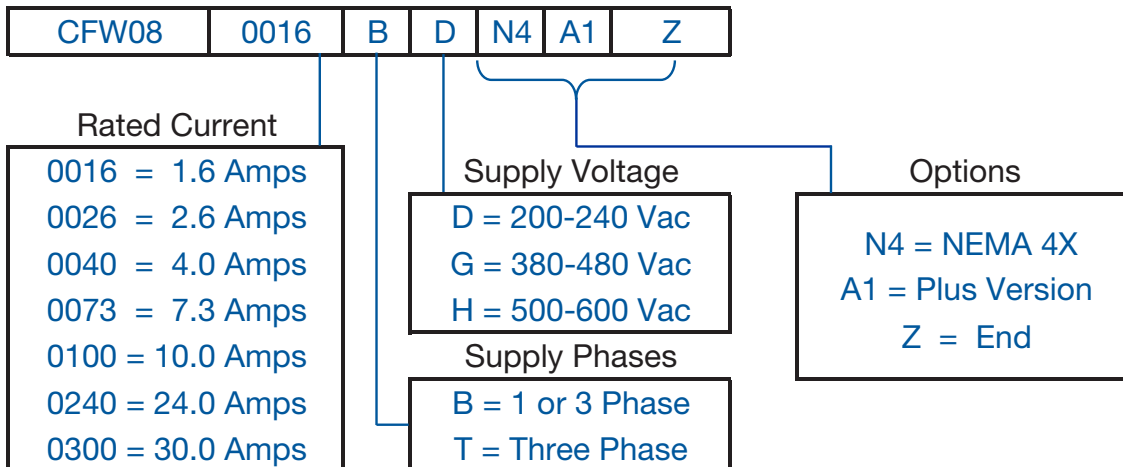 CFW08 0016 B D N4 A1 Z
Rated Current
0016 = 1.6 Amps
0026 = 2.6 Amps
0040 = 4.0 Amps
0073 = 7.3 Amps
0100 = 10.0 Amps
0240 = 24.0 Amps
0300 = 30.0 Amps
Supply Voltage
D = 200-240 Vac
G = 380-480 Vac
H = 500-600 Vac
Supply Phases
B = 1 or 3 Phase
T = Three Phase
Options
N4 = NEMA 4X
A1 = Plus Version
Z = End